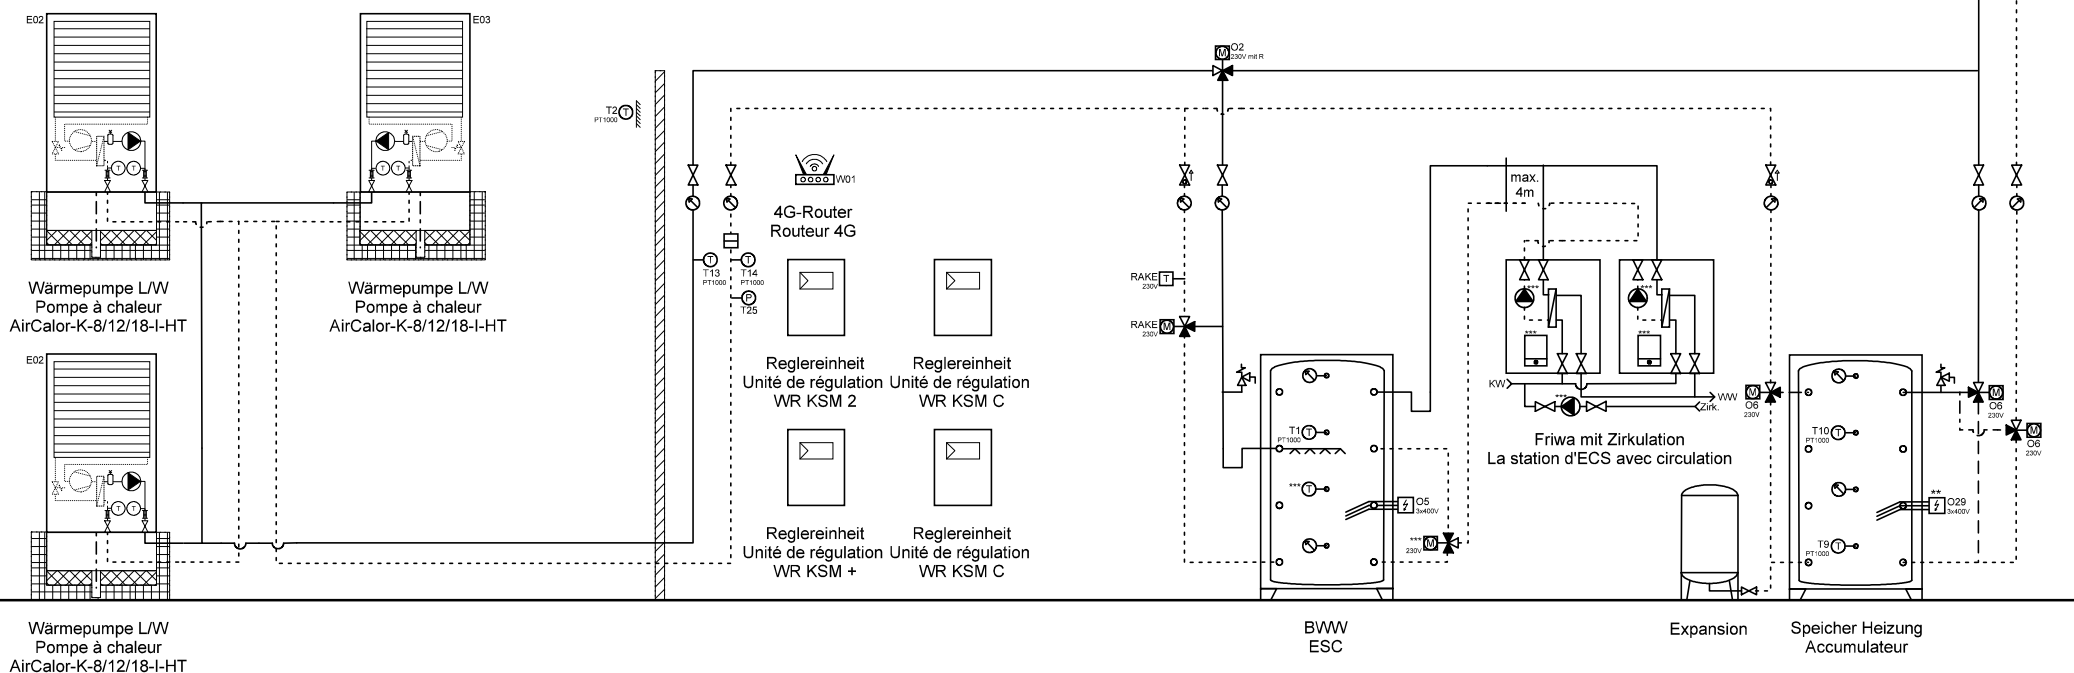 E02
E03
Wärmepumpe L/W
Pompe à chaleur
AirCalor-K-8/12/18-I-HT
Wärmepumpe L/W
Pompe à chaleur
AirCalor-K-8/12/18-I-HT
E02
Wärmepumpe L/W
Pompe à chaleur
AirCalor-K-8/12/18-I-HT
T T
T T
T T
T2
PT1000
T
W01
4G-Router
Routeur 4G
T
T13
PT1000
T
T14
PT1000
P
T25
Reglereinheit
Unité de régulation
WR KSM 2
Reglereinheit
Unité de régulation
WR KSM C
Reglereinheit
Unité de régulation
WR KSM +
Reglereinheit
Unité de régulation
WR KSM C
M
O2
230V mit R
RAKE
230V
T
RAKE
230V
M
T1
PT1000
T
***
T
O5
3x400V
***
230V
M
BWW
ESC
max.
4m
***
***
***
***
KW
WW
***
Zirk.
Friwa mit Zirkulation
La station d'ECS avec circulation
Expansion
M
O6
230V
M
O6
230V
M
O6
230V
T10
PT1000
T
**
O29
3x400V
T9
PT1000
T
Speicher Heizung
Accumulateur